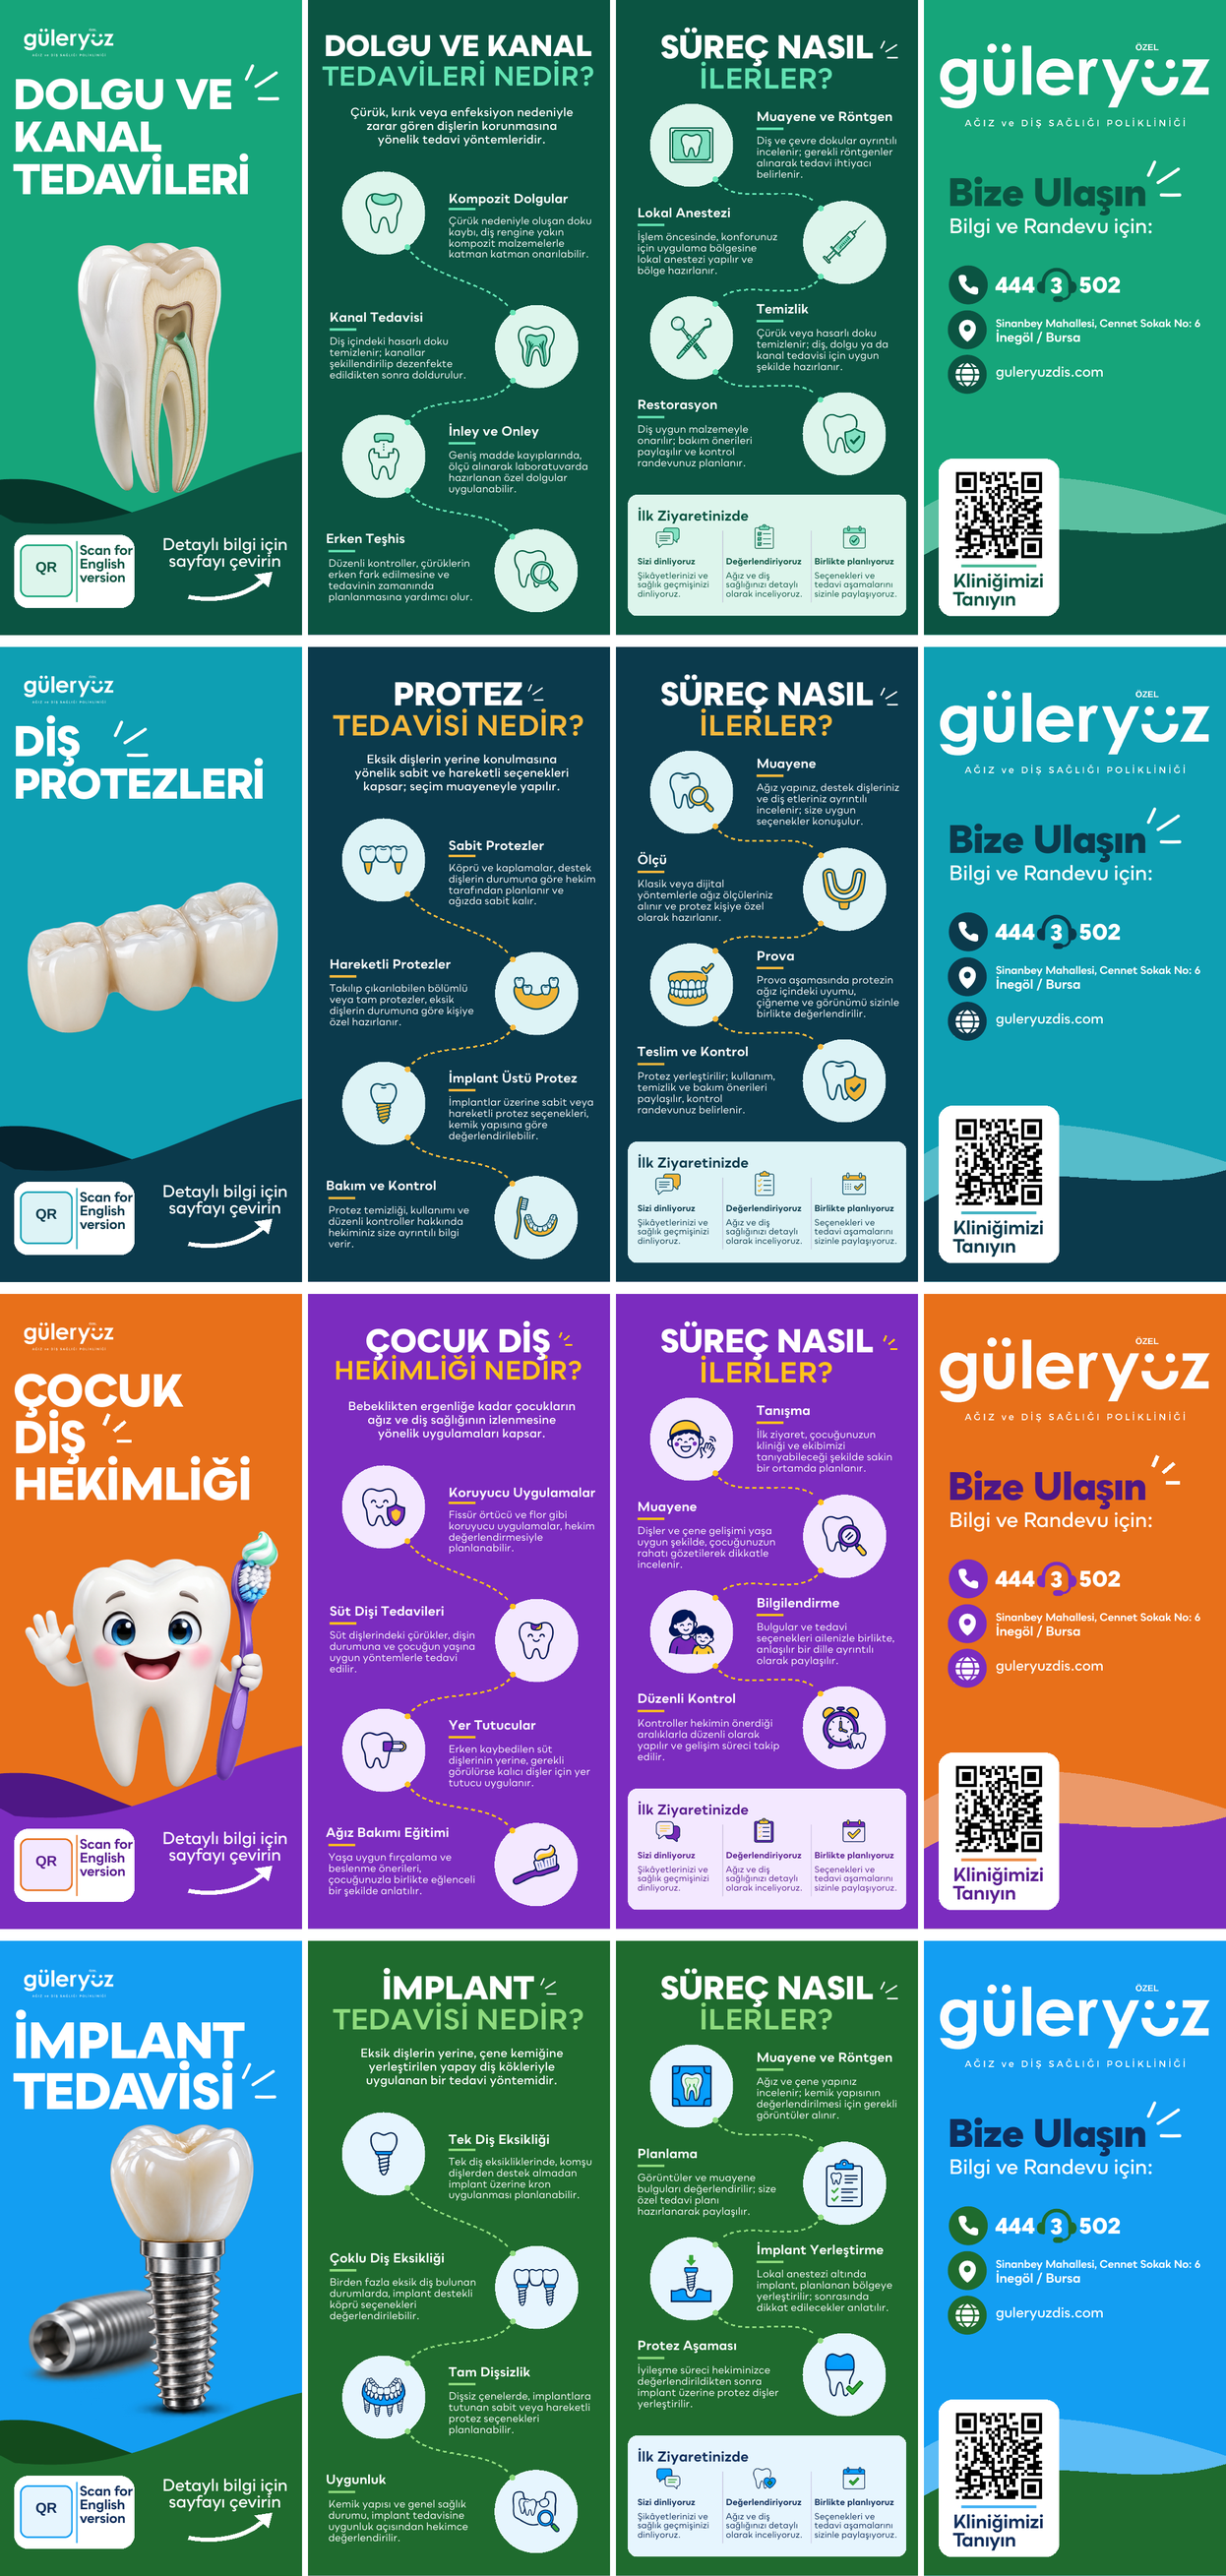 güleryüz
AĞIZ ve DİŞ SAĞLIĞI POLİKLİNİĞİ
DOLGU VE
KANAL
TEDAVİLERİ
QR
Scan for
English
version
Detaylı bilgi için
sayfayı çevirin
DOLGU VE KANAL
TEDAVİLERİ NEDİR?
Çürük, kırık veya enfeksiyon nedeniyle
zarar gören dişlerin korunmasına
yönelik tedavi yöntemleridir.
Kompozit Dolgular
Çürük nedeniyle oluşan doku
kaybı, diş rengine yakın
kompozit malzemelerle
katman katman onarılabilir.
Kanal Tedavisi
Diş içindeki hasarlı doku
temizlenir; kanallar
şekillendirilip dezenfekte
edildikten sonra doldurulur.
İnley ve Onley
Geniş madde kayıplarında,
ölçü alınarak laboratuvarda
hazırlanan özel dolgular
uygulanabilir.
Erken Teşhis
Düzenli kontroller, çürüklerin
erken fark edilmesine ve
tedavinin zamanında
planlanmasına yardımcı olur.
SÜREÇ NASIL
İLERLER?
Muayene ve Röntgen
Diş ve çevre dokular ayrıntılı
incelenir; gerekli röntgenler
alınarak tedavi ihtiyacı
belirlenir.
Lokal Anestezi
İşlem öncesinde, konforunuz
için uygulama bölgesine
lokal anestezi yapılır ve
bölge hazırlanır.
Temizlik
Çürük veya hasarlı doku
temizlenir; diş, dolgu ya da
kanal tedavisi için uygun
şekilde hazırlanır.
Restorasyon
Diş uygun malzemeyle
onarılır; bakım önerileri
paylaşılır ve kontrol
randevunuz planlanır.
İlk Ziyaretinizde
Sizi dinliyoruz
Şikâyetlerinizi ve
sağlık geçmişinizi
dinliyoruz.
Değerlendiriyoruz
Ağız ve diş
sağlığınızı detaylı
olarak inceliyoruz.
Birlikte planlıyoruz
Seçenekleri ve
tedavi aşamalarını
sizinle paylaşıyoruz.
ÖZEL
güleryüz
AĞIZ ve DİŞ SAĞLIĞI POLİKLİNİĞİ
Bize Ulaşın
Bilgi ve Randevu için:
444 3 502
Sinanbey Mahallesi, Cennet Sokak No: 6
İnegöl / Bursa
guleryuzdis.com
Kliniğimizi
Tanıyın
güleryüz
AĞIZ ve DİŞ SAĞLIĞI POLİKLİNİĞİ
DİŞ
PROTEZLERİ
QR
Scan for
English
version
Detaylı bilgi için
sayfayı çevirin
PROTEZ
TEDAVİSİ NEDİR?
Eksik dişlerin yerine konulmasına
yönelik sabit ve hareketli seçenekleri
kapsar; seçim muayeneyle yapılır.
Sabit Protezler
Köprü ve kaplamalar, destek
dişlerin durumuna göre hekim
tarafından planlanır ve
ağızda sabit kalır.
Hareketli Protezler
Takılıp çıkarılabilen bölümlü
veya tam protezler, eksik
dişlerin durumuna göre kişiye
özel hazırlanır.
İmplant Üstü Protez
İmplantlar üzerine sabit veya
hareketli protez seçenekleri,
kemik yapısına göre
değerlendirilebilir.
Bakım ve Kontrol
Protez temizliği, kullanımı ve
düzenli kontroller hakkında
hekiminiz size ayrıntılı bilgi
verir.
SÜREÇ NASIL
İLERLER?
Muayene
Ağız yapınız, destek dişleriniz
ve diş etleriniz ayrıntılı
incelenir; size uygun
seçenekler konuşulur.
Ölçü
Klasik veya dijital
yöntemlerle ağız ölçüleriniz
alınır ve protez kişiye özel
olarak hazırlanır.
Prova
Prova aşamasında protezin
ağız içindeki uyumu,
çiğneme ve görünümü sizinle
birlikte değerlendirilir.
Teslim ve Kontrol
Protez yerleştirilir; kullanım,
temizlik ve bakım önerileri
paylaşılır, kontrol
randevunuz belirlenir.
İlk Ziyaretinizde
Sizi dinliyoruz
Şikâyetlerinizi ve
sağlık geçmişinizi
dinliyoruz.
Değerlendiriyoruz
Ağız ve diş
sağlığınızı detaylı
olarak inceliyoruz.
Birlikte planlıyoruz
Seçenekleri ve
tedavi aşamalarını
sizinle paylaşıyoruz.
ÖZEL
güleryüz
AĞIZ ve DİŞ SAĞLIĞI POLİKLİNİĞİ
Bize Ulaşın
Bilgi ve Randevu için:
444 3 502
Sinanbey Mahallesi, Cennet Sokak No: 6
İnegöl / Bursa
guleryuzdis.com
Kliniğimizi
Tanıyın
güleryüz
AĞIZ ve DİŞ SAĞLIĞI POLİKLİNİĞİ
ÇOCUK
DİŞ
HEKİMLİĞİ
QR
Scan for
English
version
Detaylı bilgi için
sayfayı çevirin
ÇOCUK DİŞ
HEKİMLİĞİ NEDİR?
Bebeklikten ergenliğe kadar çocukların
ağız ve diş sağlığının izlenmesine
yönelik uygulamaları kapsar.
Koruyucu Uygulamalar
Fissür örtücü ve flor gibi
koruyucu uygulamalar, hekim
değerlendirmesiyle
planlanabilir.
Süt Dişi Tedavileri
Süt dişlerindeki çürükler, dişin
durumuna ve çocuğun yaşına
uygun yöntemlerle tedavi
edilir.
Yer Tutucular
Erken kaybedilen süt
dişlerinin yerine, gerekli
görülürse kalıcı dişler için yer
tutucu uygulanır.
Ağız Bakımı Eğitimi
Yaşa uygun fırçalama ve
beslenme önerileri,
çocuğunuzla birlikte eğlenceli
bir şekilde anlatılır.
SÜREÇ NASIL
İLERLER?
Tanışma
İlk ziyaret, çocuğunuzun
kliniği ve ekibimizi
tanıyabileceği şekilde sakin
bir ortamda planlanır.
Muayene
Dişler ve çene gelişimi yaşa
uygun şekilde, çocuğunuzun
rahatı gözetilerek dikkatle
incelenir.
Bilgilendirme
Bulgular ve tedavi
seçenekleri ailenizle birlikte,
anlaşılır bir dille ayrıntılı
olarak paylaşılır.
Düzenli Kontrol
Kontroller hekimin önerdiği
aralıklarla düzenli olarak
yapılır ve gelişim süreci takip
edilir.
İlk Ziyaretinizde
Sizi dinliyoruz
Şikâyetlerinizi ve
sağlık geçmişinizi
dinliyoruz.
Değerlendiriyoruz
Ağız ve diş
sağlığınızı detaylı
olarak inceliyoruz.
Birlikte planlıyoruz
Seçenekleri ve
tedavi aşamalarını
sizinle paylaşıyoruz.
ÖZEL
güleryüz
AĞIZ ve DİŞ SAĞLIĞI POLİKLİNİĞİ
Bize Ulaşın
Bilgi ve Randevu için:
444 3 502
Sinanbey Mahallesi, Cennet Sokak No: 6
İnegöl / Bursa
guleryuzdis.com
Kliniğimizi
Tanıyın
güleryüz
AĞIZ ve DİŞ SAĞLIĞI POLİKLİNİĞİ
İMPLANT
TEDAVİSİ
QR
Scan for
English
version
Detaylı bilgi için
sayfayı çevirin
İMPLANT
TEDAVİSİ NEDİR?
Eksik dişlerin yerine, çene kemiğine
yerleştirilen yapay diş kökleriyle
uygulanan bir tedavi yöntemidir.
Tek Diş Eksikliği
Tek diş eksikliklerinde, komşu
dişlerden destek almadan
implant üzerine kron
uygulanması planlanabilir.
Çoklu Diş Eksikliği
Birden fazla eksik diş bulunan
durumlarda, implant destekli
köprü seçenekleri
değerlendirilebilir.
Tam Dişsizlik
Dişsiz çenelerde, implantlara
tutunan sabit veya hareketli
protez seçenekleri
planlanabilir.
Uygunluk
Kemik yapısı ve genel sağlık
durumu, implant tedavisine
uygunluk açısından hekimce
değerlendirilir.
SÜREÇ NASIL
İLERLER?
Muayene ve Röntgen
Ağız ve çene yapınız
incelenir; kemik yapısının
değerlendirilmesi için gerekli
görüntüler alınır.
Planlama
Görüntüler ve muayene
bulguları değerlendirilir; size
özel tedavi planı
hazırlanarak paylaşılır.
İmplant Yerleştirme
Lokal anestezi altında
implant, planlanan bölgeye
yerleştirilir; sonrasında
dikkat edilecekler anlatılır.
Protez Aşaması
İyileşme süreci hekiminizce
değerlendirildikten sonra
implant üzerine protez dişler
yerleştirilir.
İlk Ziyaretinizde
Sizi dinliyoruz
Şikâyetlerinizi ve
sağlık geçmişinizi
dinliyoruz.
Değerlendiriyoruz
Ağız ve diş
sağlığınızı detaylı
olarak inceliyoruz.
Birlikte planlıyoruz
Seçenekleri ve
tedavi aşamalarını
sizinle paylaşıyoruz.
ÖZEL
güleryüz
AĞIZ ve DİŞ SAĞLIĞI POLİKLİNİĞİ
Bize Ulaşın
Bilgi ve Randevu için:
444 3 502
Sinanbey Mahallesi, Cennet Sokak No: 6
İnegöl / Bursa
guleryuzdis.com
Kliniğimizi
Tanıyın